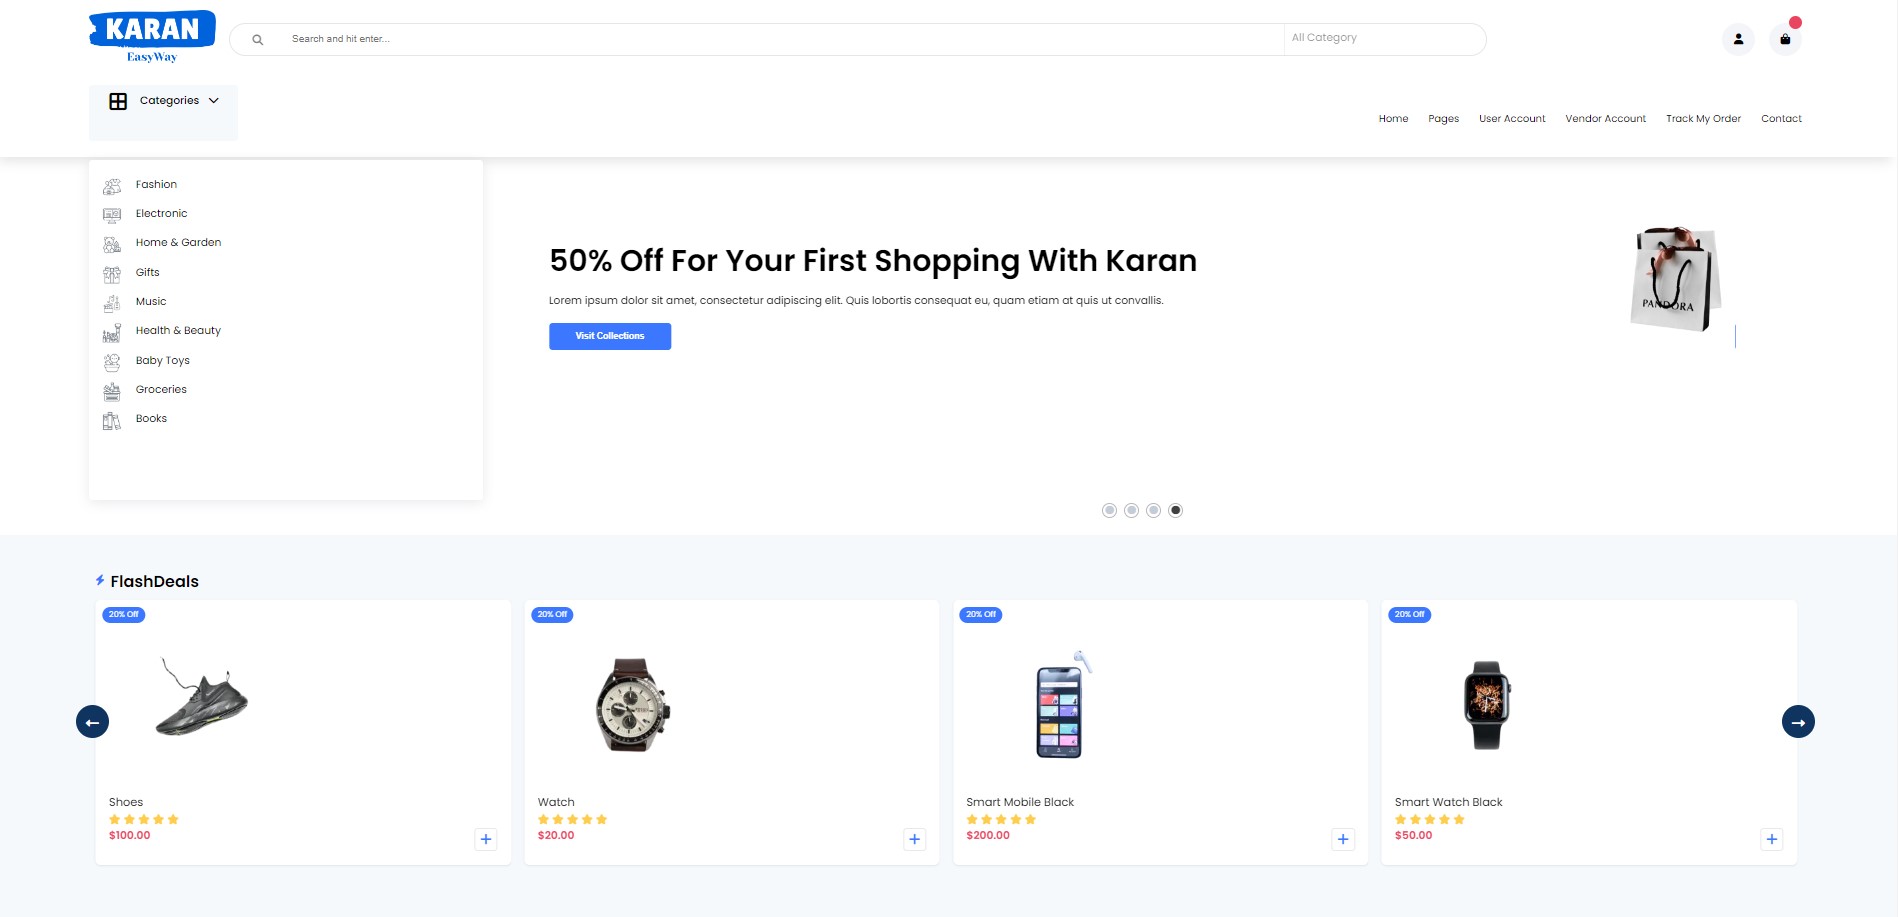 KARAN
EasyWay
Search and hit enter...
All Category
Categories
Home Pages User Account Vendor Account Track My Order Contact
Fashion
Electronic
Home & Garden
Gifts
Music
Health & Beauty
Baby Toys
Groceries
Books
50% Off For Your First Shopping With Karan
Lorem ipsum dolor sit amet, consectetur adipiscing elit. Quis lobortis consequat eu, quam etiam at quis ut convallis.
Visit Collections
PANDORA
FlashDeals
20% Off
Shoes
$100.00
20% Off
Watch
$20.00
20% Off
Smart Mobile Black
$200.00
20% Off
Smart Watch Black
$50.00